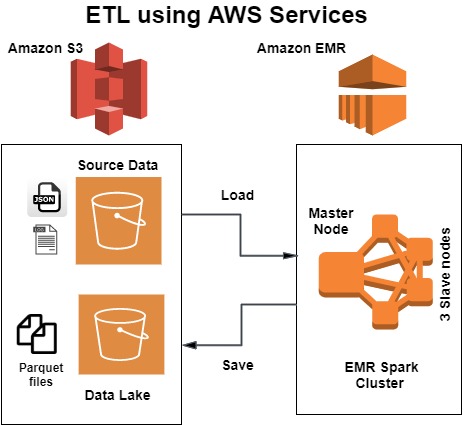 ETL using AWS Services
Amazon S3
Amazon EMR
Source Data
JSON
LOG
Load
Master
Node
3 Slave nodes
Parquet
files
Data Lake
Save
EMR Spark
Cluster